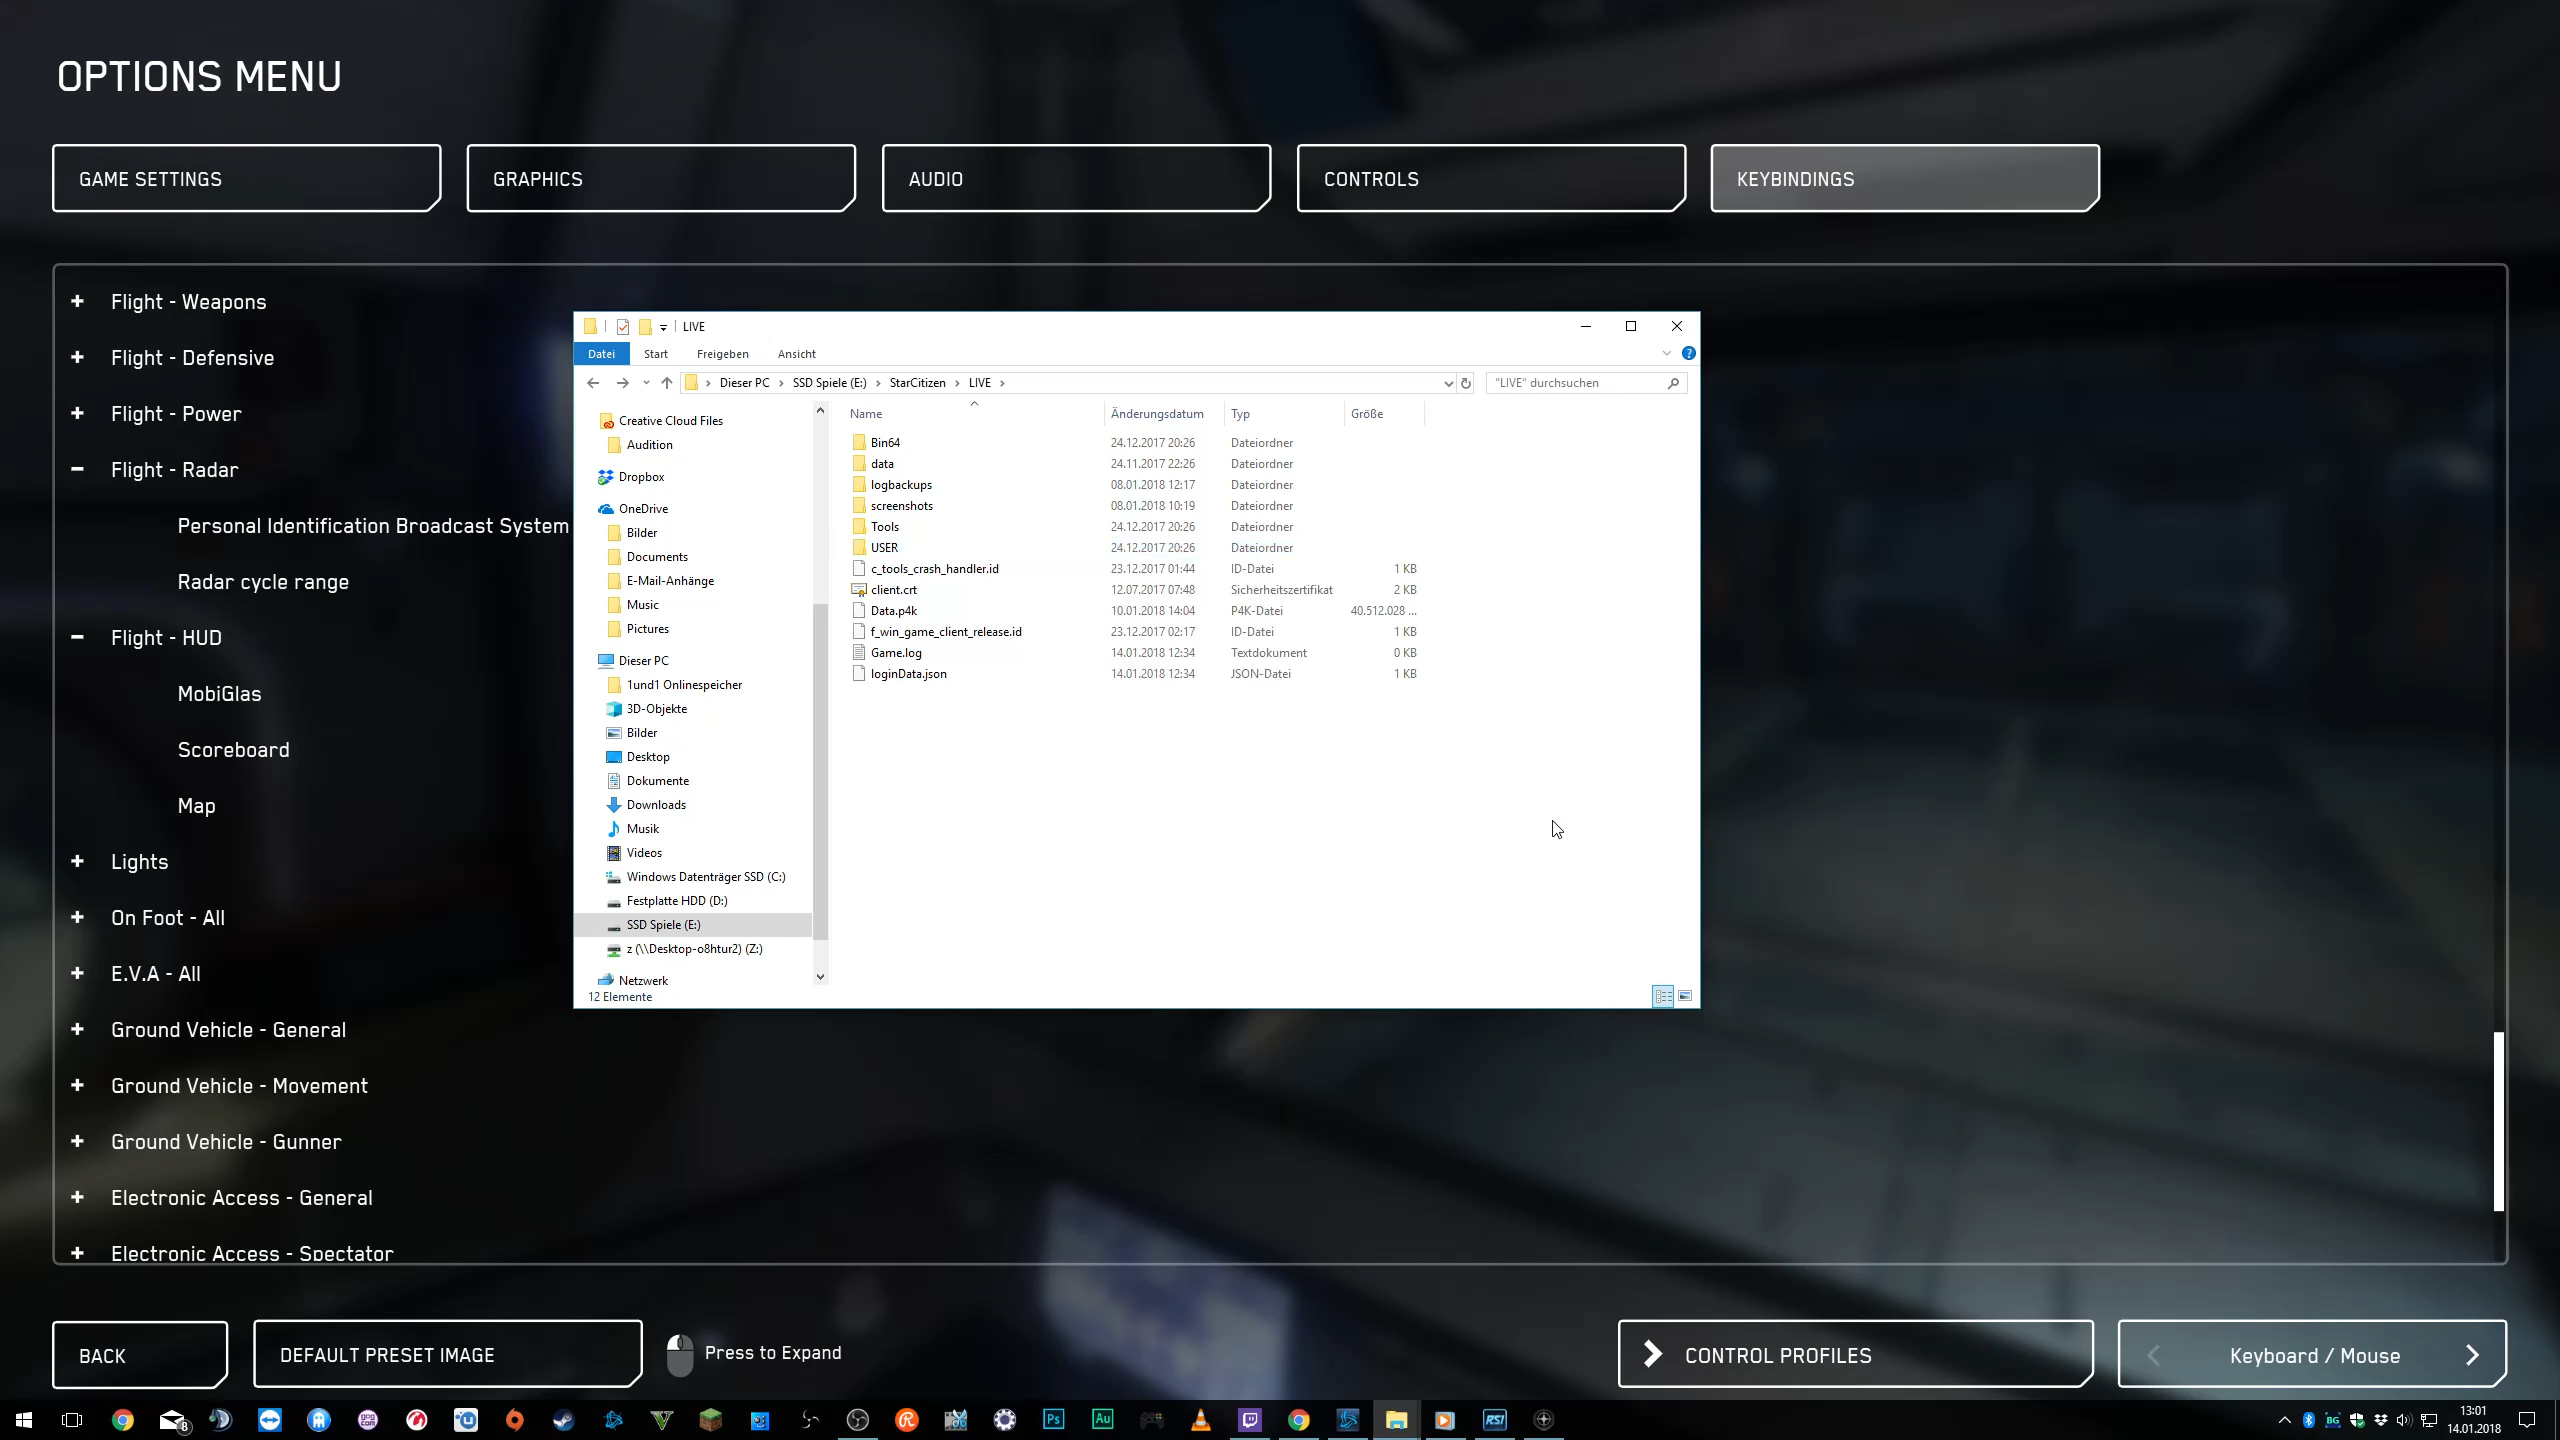 OPTIONS MENU
GAME SETTINGS
GRAPHICS
AUDIO
CONTROLS
KEYBINDINGS
Flight - Weapons
Flight - Defensive
Flight - Power
Flight - Radar
Personal Identification Broadcast System
Radar cycle range
Flight - HUD
MobiGlas
Scoreboard
Map
Lights
On Foot - All
E.V.A - All
Ground Vehicle - General
Ground Vehicle - Movement
Ground Vehicle - Gunner
Electronic Access - General
Electronic Access - Spectator
LIVE
Datei Start Freigeben Ansicht
Dieser PC SSD Spiele (E:) StarCitizen LIVE
"LIVE" durchsuchen
Creative Cloud Files
Audition
Dropbox
OneDrive
Bilder
Documents
E-Mail-Anhänge
Music
Pictures
Dieser PC
1und1 Onlinespeicher
3D-Objekte
Bilder
Desktop
Dokumente
Downloads
Musik
Videos
Windows Datenträger SSD (C:)
Festplatte HDD (D:)
SSD Spiele (E:)
z (\\Desktop-o8htur2) (Z:)
Netzwerk
12 Elemente
Name Änderungsdatum Typ Größe
Bin64 24.12.2017 20:26 Dateiordner
data 24.11.2017 22:26 Dateiordner
logbackups 08.01.2018 12:17 Dateiordner
screenshots 08.01.2018 10:19 Dateiordner
Tools 24.12.2017 20:26 Dateiordner
USER 24.12.2017 20:26 Dateiordner
c_tools_crash_handler.id 23.12.2017 01:44 ID-Datei 1 KB
client.crt 12.07.2017 07:48 Sicherheitszertifikat 2 KB
Data.p4k 10.01.2018 14:04 P4K-Datei 40.512.028 ...
f_win_game_client_release.id 23.12.2017 02:17 ID-Datei 1 KB
Game.log 14.01.2018 12:34 Textdokument 0 KB
loginData.json 14.01.2018 12:34 JSON-Datei 1 KB
BACK
DEFAULT PRESET IMAGE
Press to Expand
CONTROL PROFILES
Keyboard / Mouse
8
Ps
Au
RSI
BG
13:01
14.01.2018